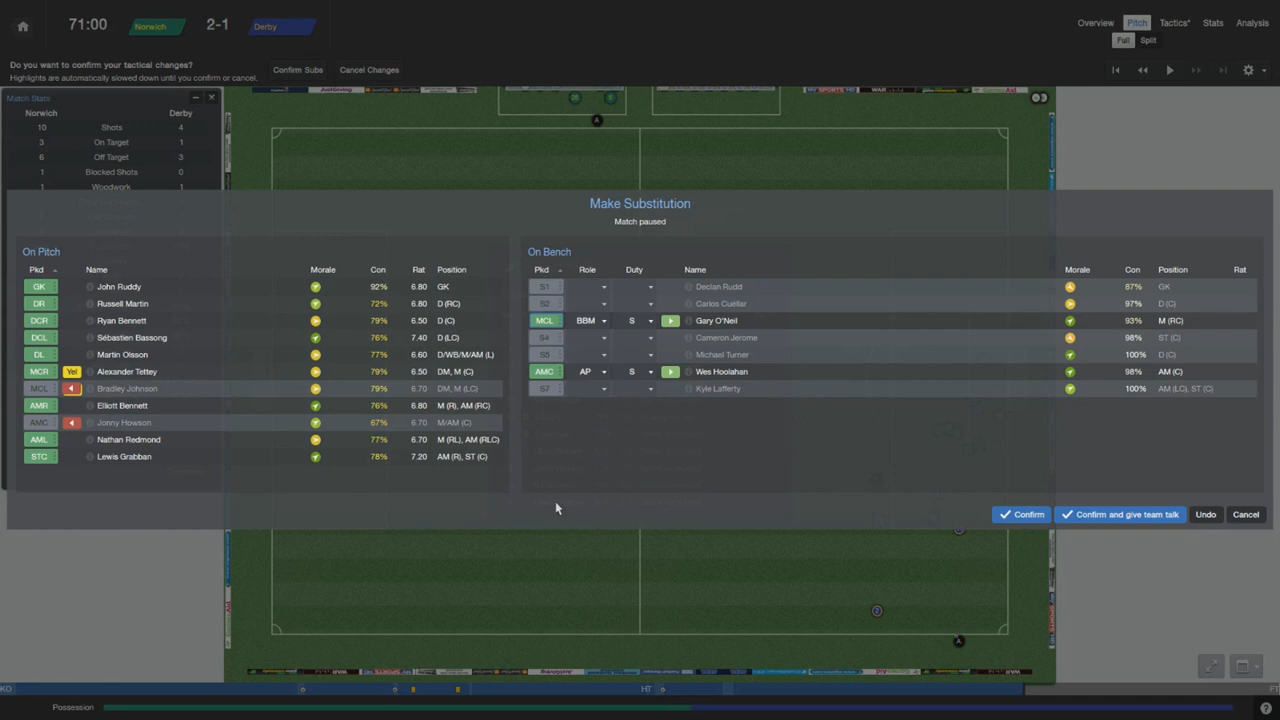 71:00 Norwich 2-1 Derby
Overview Pitch Tactics* Stats Analysis
Full Split
Do you want to confirm your tactical changes?
Highlights are automatically slowed down until you confirm or cancel.
Confirm Subs Cancel Changes
Match Stats
Norwich Derby
10 Shots 4
3 On Target 1
6 Off Target 3
1 Blocked Shots 0
1 Woodwork 1
Make Substitution
Match paused
On Pitch
Pkd Name Morale Con Rat Position
GK John Ruddy 92% 6.80 GK
DR Russell Martin 72% 6.80 D (RC)
DCR Ryan Bennett 79% 6.50 D (C)
DCL Sébastien Bassong 76% 7.40 D (LC)
DL Martin Olsson 77% 6.60 D/WB/M/AM (L)
MCR Yel Alexander Tettey 79% 6.50 DM, M (C)
MCL Bradley Johnson 79% 6.70 DM, M (LC)
AMR Elliott Bennett 76% 6.80 M (R), AM (RC)
AMC Jonny Howson 67% 6.70 M/AM (C)
AML Nathan Redmond 77% 6.70 M (RL), AM (RLC)
STC Lewis Grabban 78% 7.20 AM (R), ST (C)
On Bench
Pkd Role Duty Name Morale Con Position Rat
S1 Declan Rudd 87% GK
S2 Carlos Cuéllar 97% D (C)
MCL BBM S Gary O'Neil 93% M (RC)
S4 Cameron Jerome 98% ST (C)
S5 Michael Turner 100% D (C)
AMC AP S Wes Hoolahan 98% AM (C)
S7 Kyle Lafferty 100% AM (LC), ST (C)
Confirm Confirm and give team talk Undo Cancel
KO HT FT
Possession